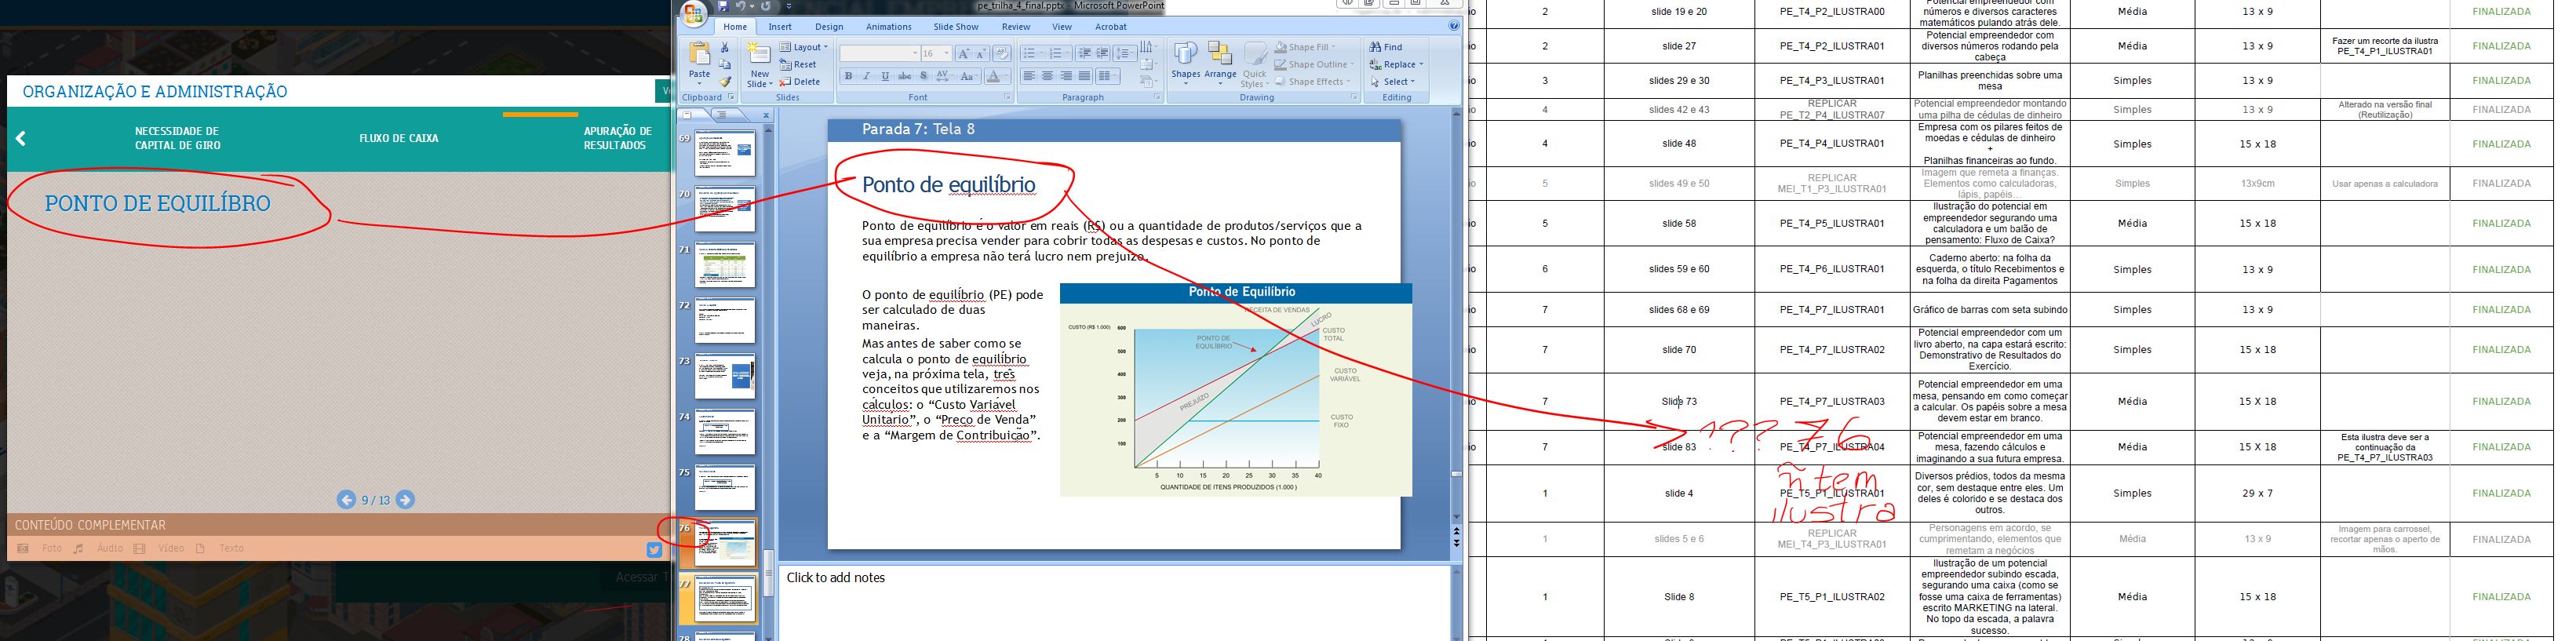 ORGANIZAÇÃO E ADMINISTRAÇÃO
NECESSIDADE DE
CAPITAL DE GIRO
FLUXO DE CAIXA
APURAÇÃO DE
RESULTADOS
PONTO DE EQUILÍBRO
9 / 13
CONTEÚDO COMPLEMENTAR
Foto Áudio Vídeo Texto
Acessar T
pe_trilha_4_final.pptx - Microsoft PowerPoint
Home Insert Design Animations Slide Show Review View Acrobat
Paste
Clipboard
New
Slide
Layout
Reset
Delete
Slides
16
Font
Paragraph
Shapes
Arrange
Quick
Styles
Shape Fill
Shape Outline
Shape Effects
Drawing
Find
Replace
Select
Editing
69
70
71
72
73
74
75
76
77
78
Parada 7: Tela 8
Ponto de equilíbrio
Ponto de equilíbrio é o valor em reais (R$) ou a quantidade de produtos/serviços que a
sua empresa precisa vender para cobrir todas as despesas e custos. No ponto de
equilíbrio a empresa não terá lucro nem prejuízo.
O ponto de equilíbrio (PE) pode
ser calculado de duas
maneiras.
Mas antes de saber como se
calcula o ponto de equilíbrio
veja, na próxima tela, três
conceitos que utilizaremos nos
cálculos: o “Custo Variável
Unitário”, o “Preço de Venda”
e a “Margem de Contribuição”.
Ponto de Equilíbrio
CUSTO (R$ 1.000)
600
500
400
300
200
100
RECEITA DE VENDAS
LUCRO
CUSTO
TOTAL
PONTO DE
EQUILÍBRIO
CUSTO
VARIÁVEL
PREJUÍZO
CUSTO
FIXO
5 10 15 20 25 30 35 40
QUANTIDADE DE ITENS PRODUZIDOS (1.000 )
Click to add notes
2 slide 19 e 20 PE_T4_P2_ILUSTRA00
Potencial empreendedor com
números e diversos caracteres
matemáticos pulando atrás dele.
Média 13 x 9 FINALIZADA
2 slide 27 PE_T4_P2_ILUSTRA01
Potencial empreendedor com
diversos números rodando pela
cabeça
Média 13 x 9
Fazer um recorte da ilustra
PE_T4_P1_ILUSTRA01
FINALIZADA
3 slides 29 e 30 PE_T4_P3_ILUSTRA01
Planilhas preenchidas sobre uma
mesa
Simples 13 x 9 FINALIZADA
4 slides 42 e 43
REPLICAR
PE_T2_P4_ILUSTRA07
Potencial empreendedor montando
uma pilha de cédulas de dinheiro
Simples 13 x 9
Alterado na versão final
(Reutilização)
FINALIZADA
4 slide 48 PE_T4_P4_ILUSTRA01
Empresa com os pilares feitos de
moedas e cédulas de dinheiro
+
Planilhas financeiras ao fundo.
Simples 15 x 18 FINALIZADA
5 slides 49 e 50
REPLICAR
MEI_T1_P3_ILUSTRA01
Imagem que remeta a finanças.
Elementos como calculadoras,
lápis, papéis.
Simples 13x9cm Usar apenas a calculadora FINALIZADA
5 slide 58 PE_T4_P5_ILUSTRA01
Ilustração do potencial em
empreendedor segurando uma
calculadora e um balão de
pensamento: Fluxo de Caixa?
Média 15 x 18 FINALIZADA
6 slides 59 e 60 PE_T4_P6_ILUSTRA01
Caderno aberto: na folha da
esquerda, o título Recebimentos e
na folha da direita Pagamentos
Simples 13 x 9 FINALIZADA
7 slides 68 e 69 PE_T4_P7_ILUSTRA01 Gráfico de barras com seta subindo Simples 13 x 9 FINALIZADA
7 slide 70 PE_T4_P7_ILUSTRA02
Potencial empreendedor com um
livro aberto, na capa estará escrito:
Demonstrativo de Resultados do
Exercício.
Simples 15 x 18 FINALIZADA
7 Slide 73 PE_T4_P7_ILUSTRA03
Potencial empreendedor em uma
mesa, pensando em como começar
a calcular. Os papéis sobre a mesa
devem estar em branco.
Média 15 X 18 FINALIZADA
??? 76
7 slide 83 PE_T4_P7_ILUSTRA04
Potencial empreendedor em uma
mesa, fazendo cálculos e
imaginando a sua futura empresa.
Média 15 X 18
Esta ilustra deve ser a
continuação da
PE_T4_P7_ILUSTRA03
FINALIZADA
ñ tem
ilustra
1 slide 4 PE_T5_P1_ILUSTRA01
Diversos prédios, todos da mesma
cor, sem destaque entre eles. Um
deles é colorido e se destaca dos
outros.
Simples 29 x 7 FINALIZADA
1 slides 5 e 6
REPLICAR
MEI_T4_P3_ILUSTRA01
Personagens em acordo, se
cumprimentando, elementos que
remetam a negócios
Média 13 x 9
Imagem para carrossel,
recortar apenas o aperto de
mãos.
FINALIZADA
1 Slide 8 PE_T5_P1_ILUSTRA02
Ilustração de um potencial
empreendedor subindo escada,
segurando uma caixa (como se
fosse uma caixa de ferramentas)
escrito MARKETING na lateral.
No topo da escada, a palavra
sucesso.
Média 15 x 18 FINALIZADA